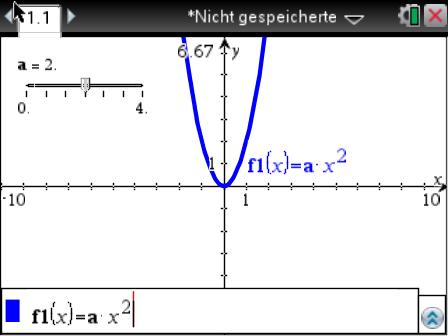 1.1
*Nicht gespeicherte
6.67 y
a = 2.
0. 4.
1
f1(x)=a·x²
x
-10 1 10
f1(x)=a·x²